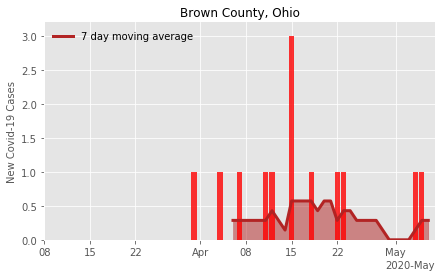 Brown County, Ohio
7 day moving average
New Covid-19 Cases
3.0
2.5
2.0
1.5
1.0
0.5
0.0
08 15 22 Apr 08 15 22 May
2020-May